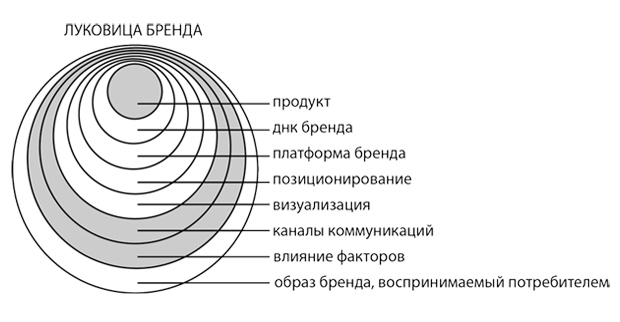 ЛУКОВИЦА БРЕНДА
продукт
днк бренда
платформа бренда
позиционирование
визуализация
каналы коммуникаций
влияние факторов
образ бренда, воспринимаемый потребителем